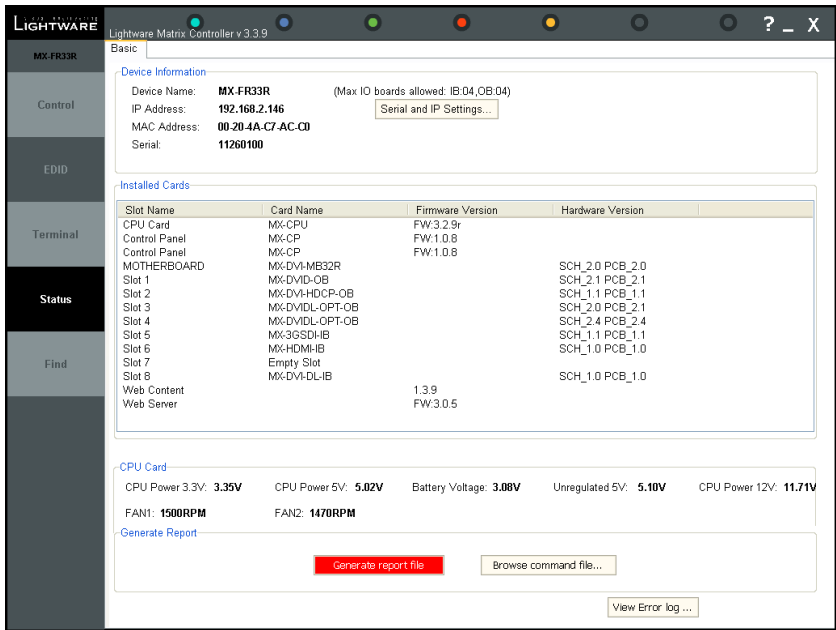 LIGHTWARE
Lightware Matrix Controller v 3.3.9
? _ X
MX-FR33R
Control
EDID
Terminal
Status
Find
Basic
Device Information
Device Name: MX-FR33R (Max IO boards allowed: IB:04,OB:04)
IP Address: 192.168.2.146 Serial and IP Settings...
MAC Address: 00-20-4A-C7-AC-C0
Serial: 11260100
Installed Cards
Slot Name Card Name Firmware Version Hardware Version
CPU Card MX-CPU FW:3.2.9r
Control Panel MX-CP FW:1.0.8
Control Panel MX-CP FW:1.0.8
MOTHERBOARD MX-DVI-MB32R SCH_2.0 PCB_2.0
Slot 1 MX-DVID-OB SCH_2.1 PCB_2.1
Slot 2 MX-DVI-HDCP-OB SCH_1.1 PCB_1.1
Slot 3 MX-DVIDL-OPT-OB SCH_2.0 PCB_2.1
Slot 4 MX-DVIDL-OPT-OB SCH_2.4 PCB_2.4
Slot 5 MX-3GSDI-IB SCH_1.1 PCB_1.1
Slot 6 MX-HDMI-IB SCH_1.0 PCB_1.0
Slot 7 Empty Slot
Slot 8 MX-DVI-DL-IB SCH_1.0 PCB_1.0
Web Content 1.3.9
Web Server FW:3.0.5
CPU Card
CPU Power 3.3V: 3.35V CPU Power 5V: 5.02V Battery Voltage: 3.08V Unregulated 5V: 5.10V CPU Power 12V: 11.71V
FAN1: 1500RPM FAN2: 1470RPM
Generate Report
Generate report file Browse command file...
View Error log ...